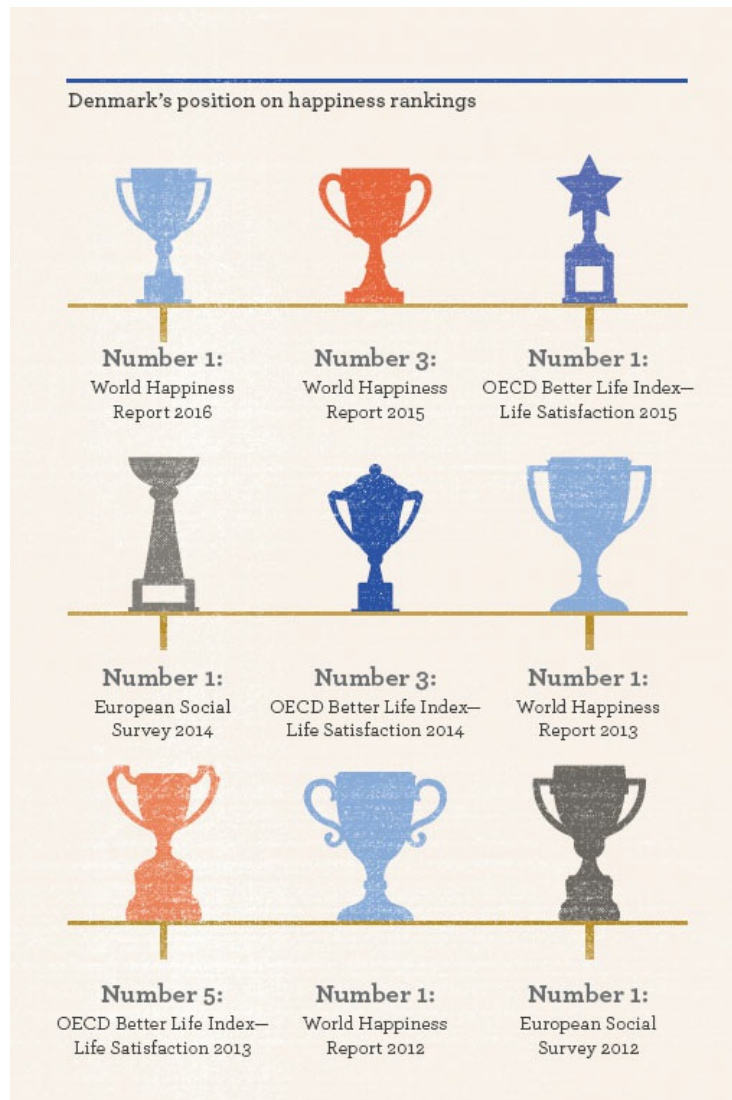 Denmark's position on happiness rankings
Number 1:
World Happiness
Report 2016
Number 3:
World Happiness
Report 2015
Number 1:
OECD Better Life Index—
Life Satisfaction 2015
Number 1:
European Social
Survey 2014
Number 3:
OECD Better Life Index—
Life Satisfaction 2014
Number 1:
World Happiness
Report 2013
Number 5:
OECD Better Life Index—
Life Satisfaction 2013
Number 1:
World Happiness
Report 2012
Number 1:
European Social
Survey 2012